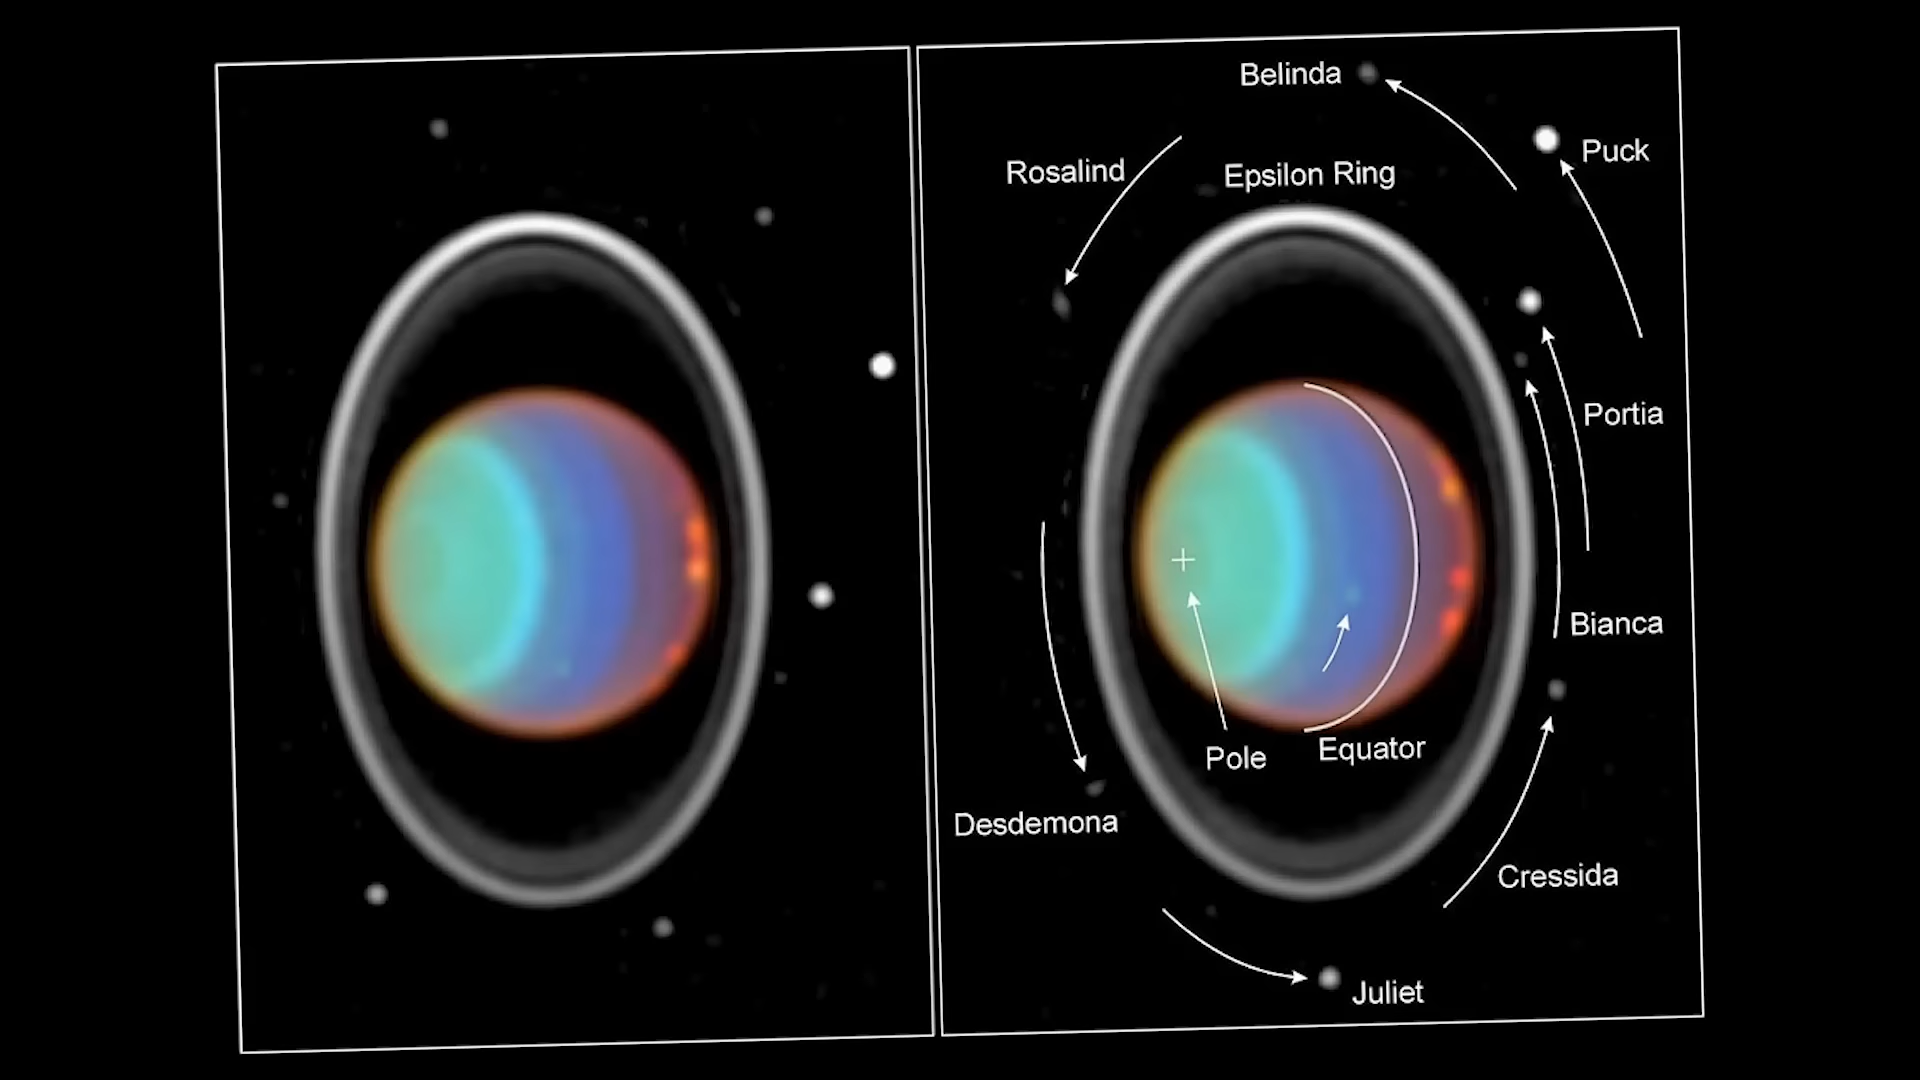 Belinda
Puck
Rosalind
Epsilon Ring
Portia
Bianca
Pole
Equator
Desdemona
Cressida
Juliet